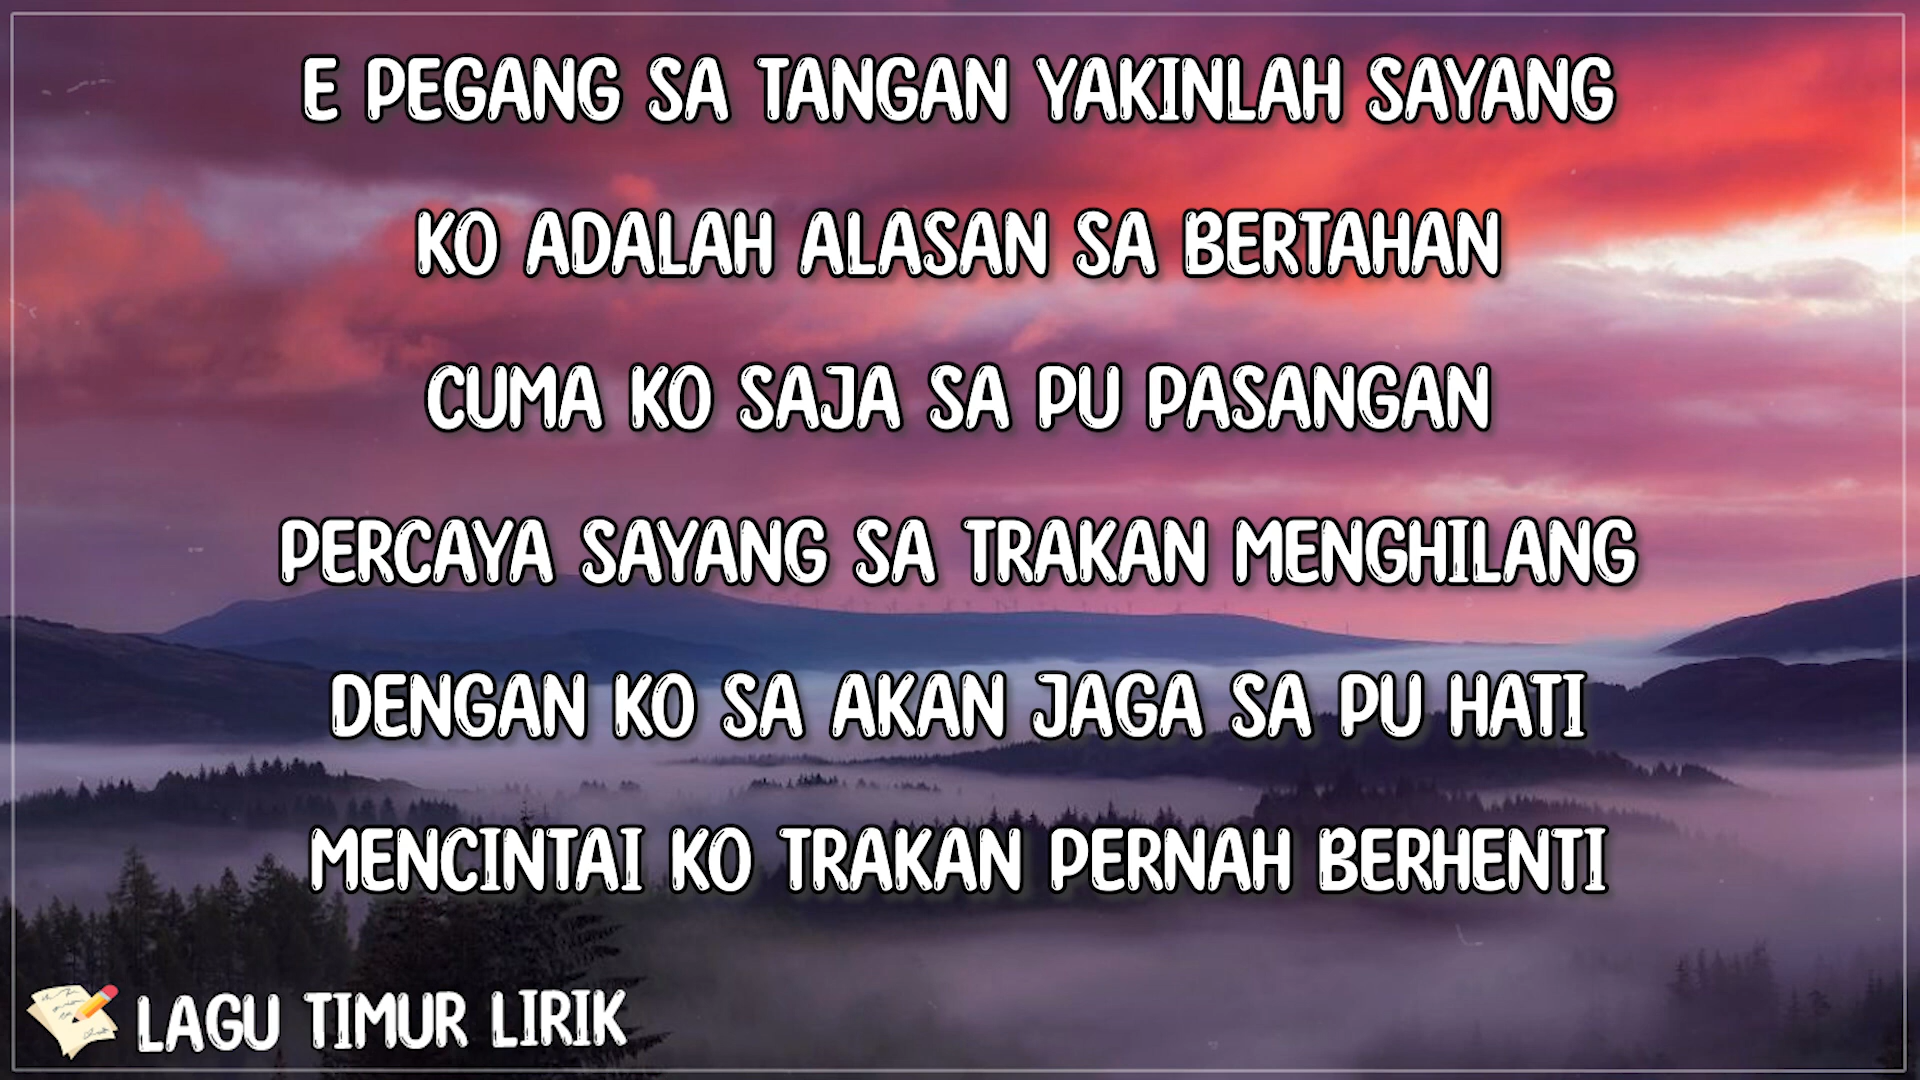 E PEGANG SA TANGAN YAKINLAH SAYANG
KO ADALAH ALASAN SA BERTAHAN
CUMA KO SAJA SA PU PASANGAN
PERCAYA SAYANG SA TRAKAN MENGHILANG
DENGAN KO SA AKAN JAGA SA PU HATI
MENCINTAI KO TRAKAN PERNAH BERHENTI
LAGU TIMUR LIRIK